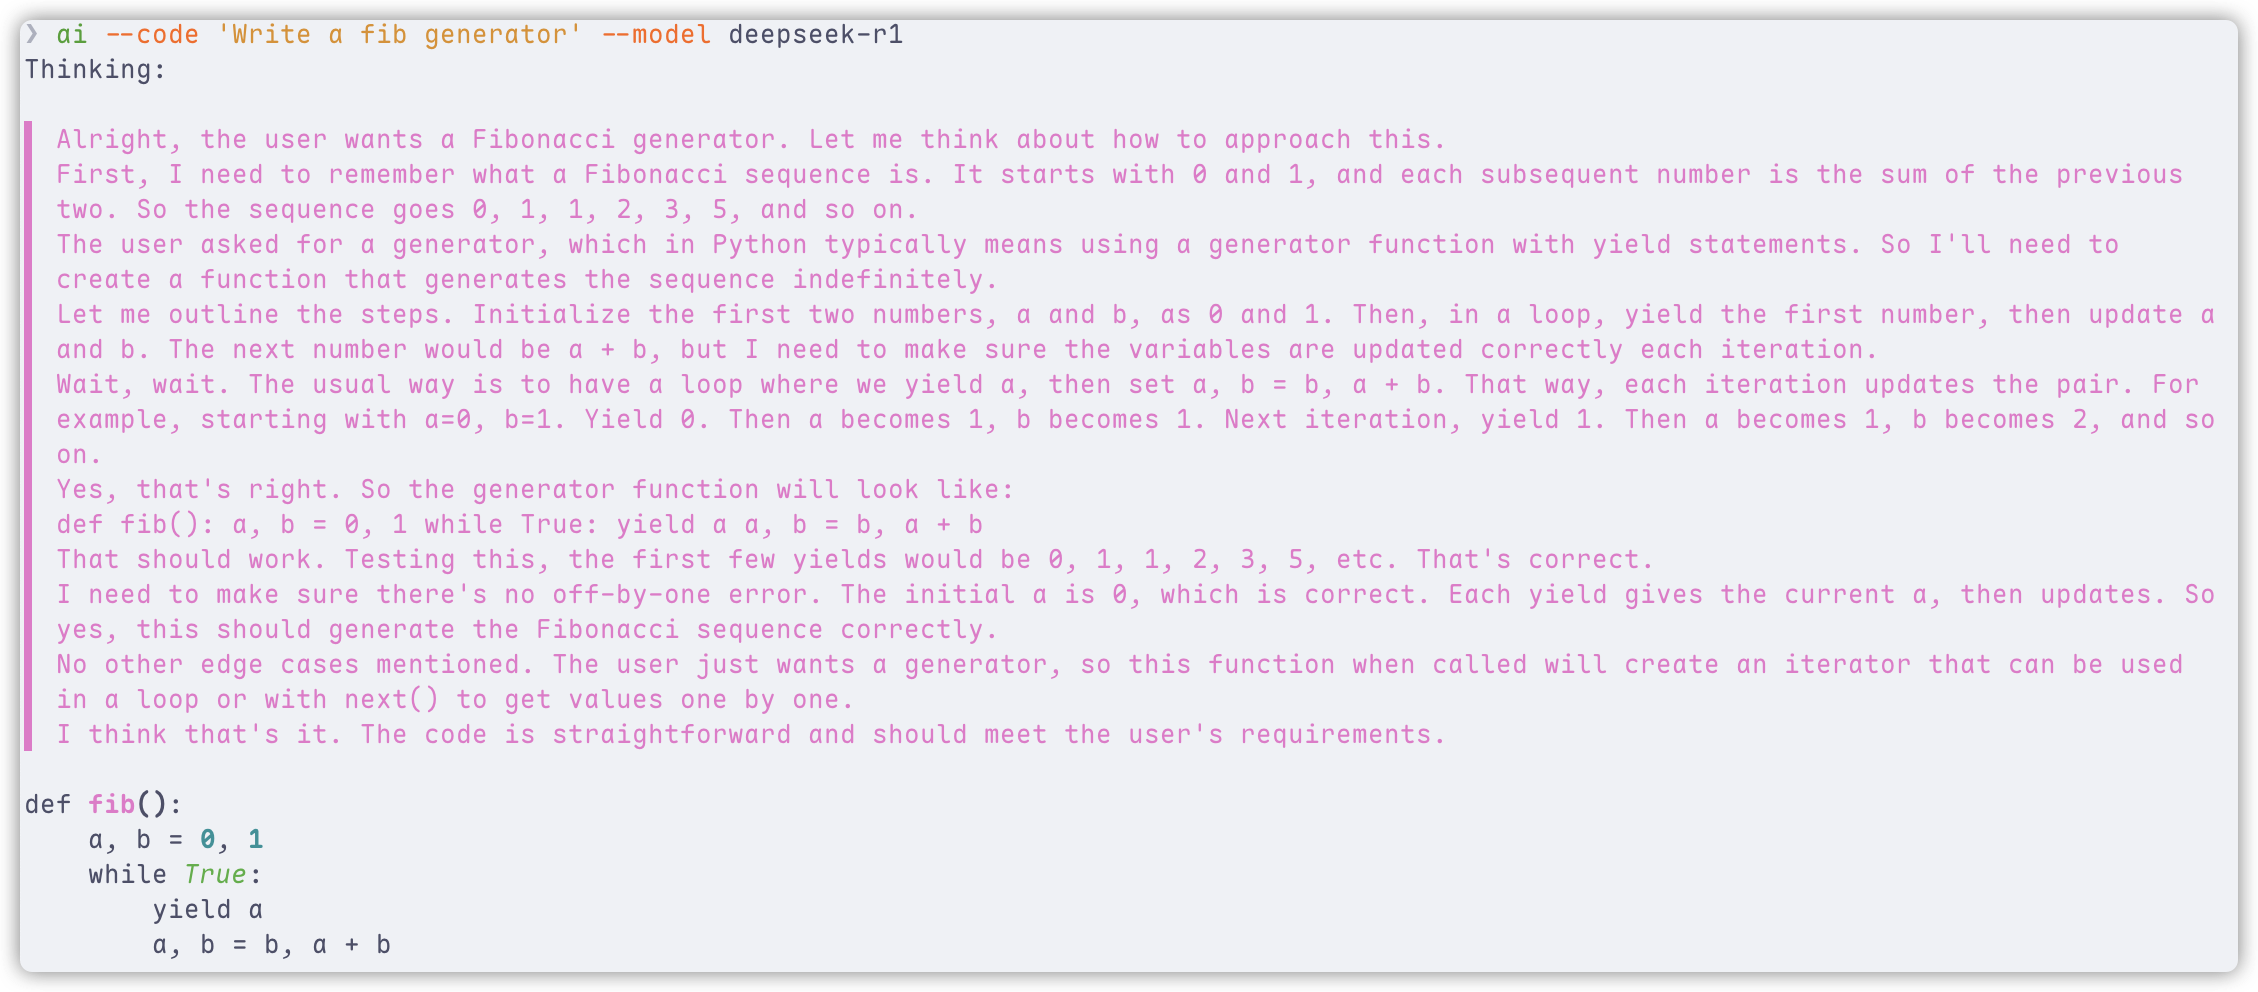 ❯ ai --code 'Write a fib generator' --model deepseek-r1
Thinking:
Alright, the user wants a Fibonacci generator. Let me think about how to approach this.
First, I need to remember what a Fibonacci sequence is. It starts with 0 and 1, and each subsequent number is the sum of the previous
two. So the sequence goes 0, 1, 1, 2, 3, 5, and so on.
The user asked for a generator, which in Python typically means using a generator function with yield statements. So I'll need to
create a function that generates the sequence indefinitely.
Let me outline the steps. Initialize the first two numbers, a and b, as 0 and 1. Then, in a loop, yield the first number, then update a
and b. The next number would be a + b, but I need to make sure the variables are updated correctly each iteration.
Wait, wait. The usual way is to have a loop where we yield a, then set a, b = b, a + b. That way, each iteration updates the pair. For
example, starting with a=0, b=1. Yield 0. Then a becomes 1, b becomes 1. Next iteration, yield 1. Then a becomes 1, b becomes 2, and so
on.
Yes, that's right. So the generator function will look like:
def fib(): a, b = 0, 1 while True: yield a a, b = b, a + b
That should work. Testing this, the first few yields would be 0, 1, 1, 2, 3, 5, etc. That's correct.
I need to make sure there's no off-by-one error. The initial a is 0, which is correct. Each yield gives the current a, then updates. So
yes, this should generate the Fibonacci sequence correctly.
No other edge cases mentioned. The user just wants a generator, so this function when called will create an iterator that can be used
in a loop or with next() to get values one by one.
I think that's it. The code is straightforward and should meet the user's requirements.
def fib():
    a, b = 0, 1
    while True:
        yield a
        a, b = b, a + b